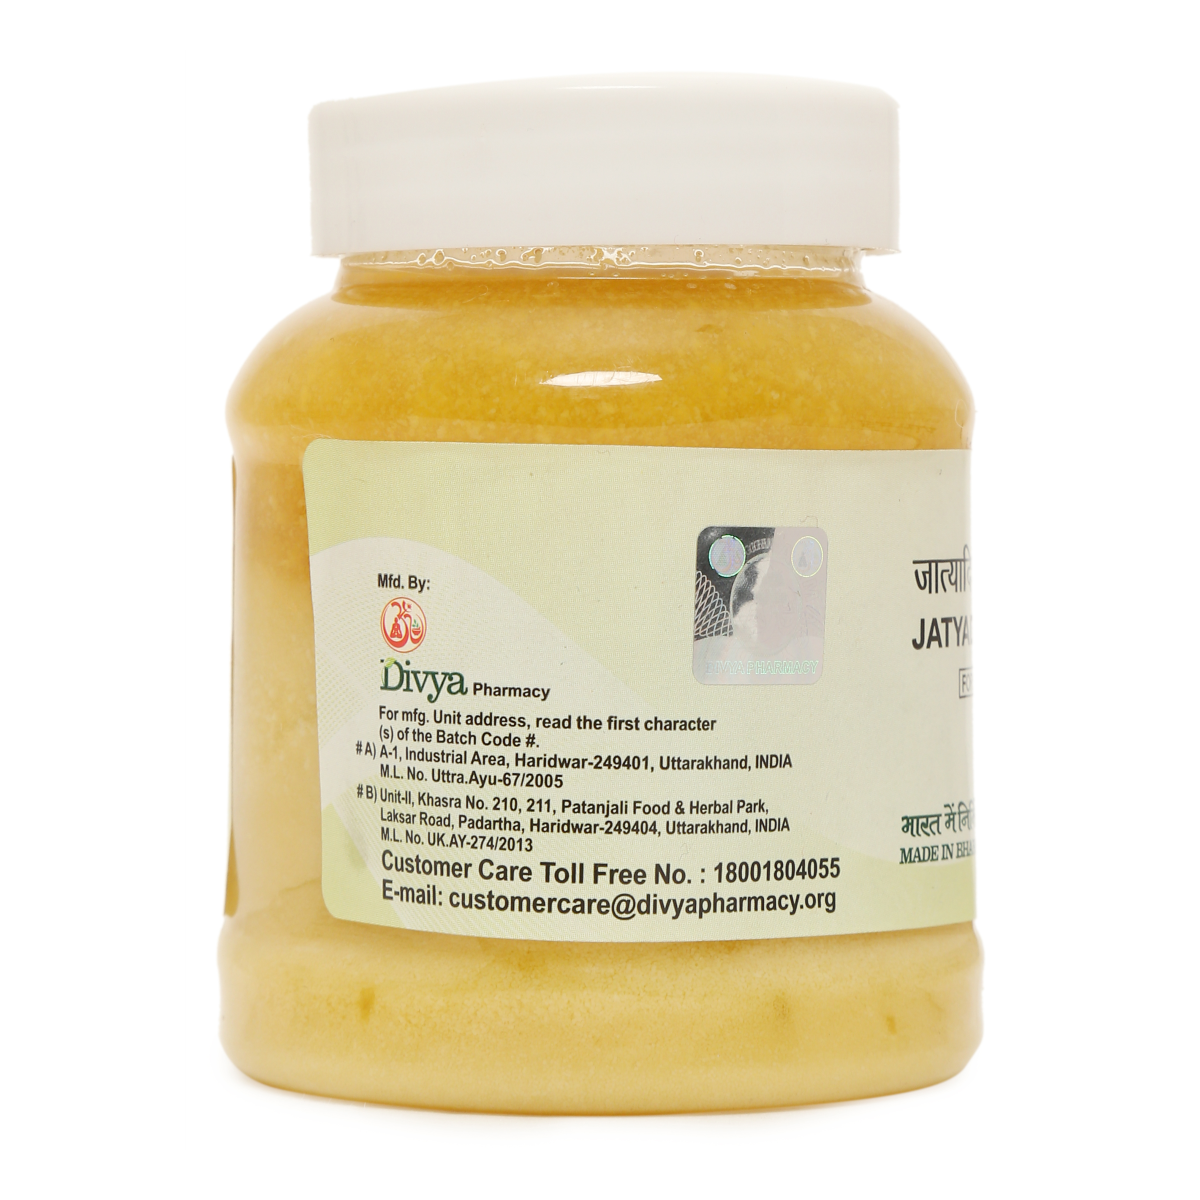 Mfd. By:
Divya Pharmacy
For mfg. Unit address, read the first character
(s) of the Batch Code #.
# A) A-1, Industrial Area, Haridwar-249401, Uttarakhand, INDIA
M.L. No. Uttra.Ayu-67/2005
# B) Unit-II, Khasra No. 210, 211, Patanjali Food & Herbal Park,
Laksar Road, Padartha, Haridwar-249404, Uttarakhand, INDIA
M.L. No. UK.AY-274/2013
Customer Care Toll Free No. : 18001804055
E-mail: customercare@divyapharmacy.org
DIVYA PHARMACY
भारत में
MADE IN